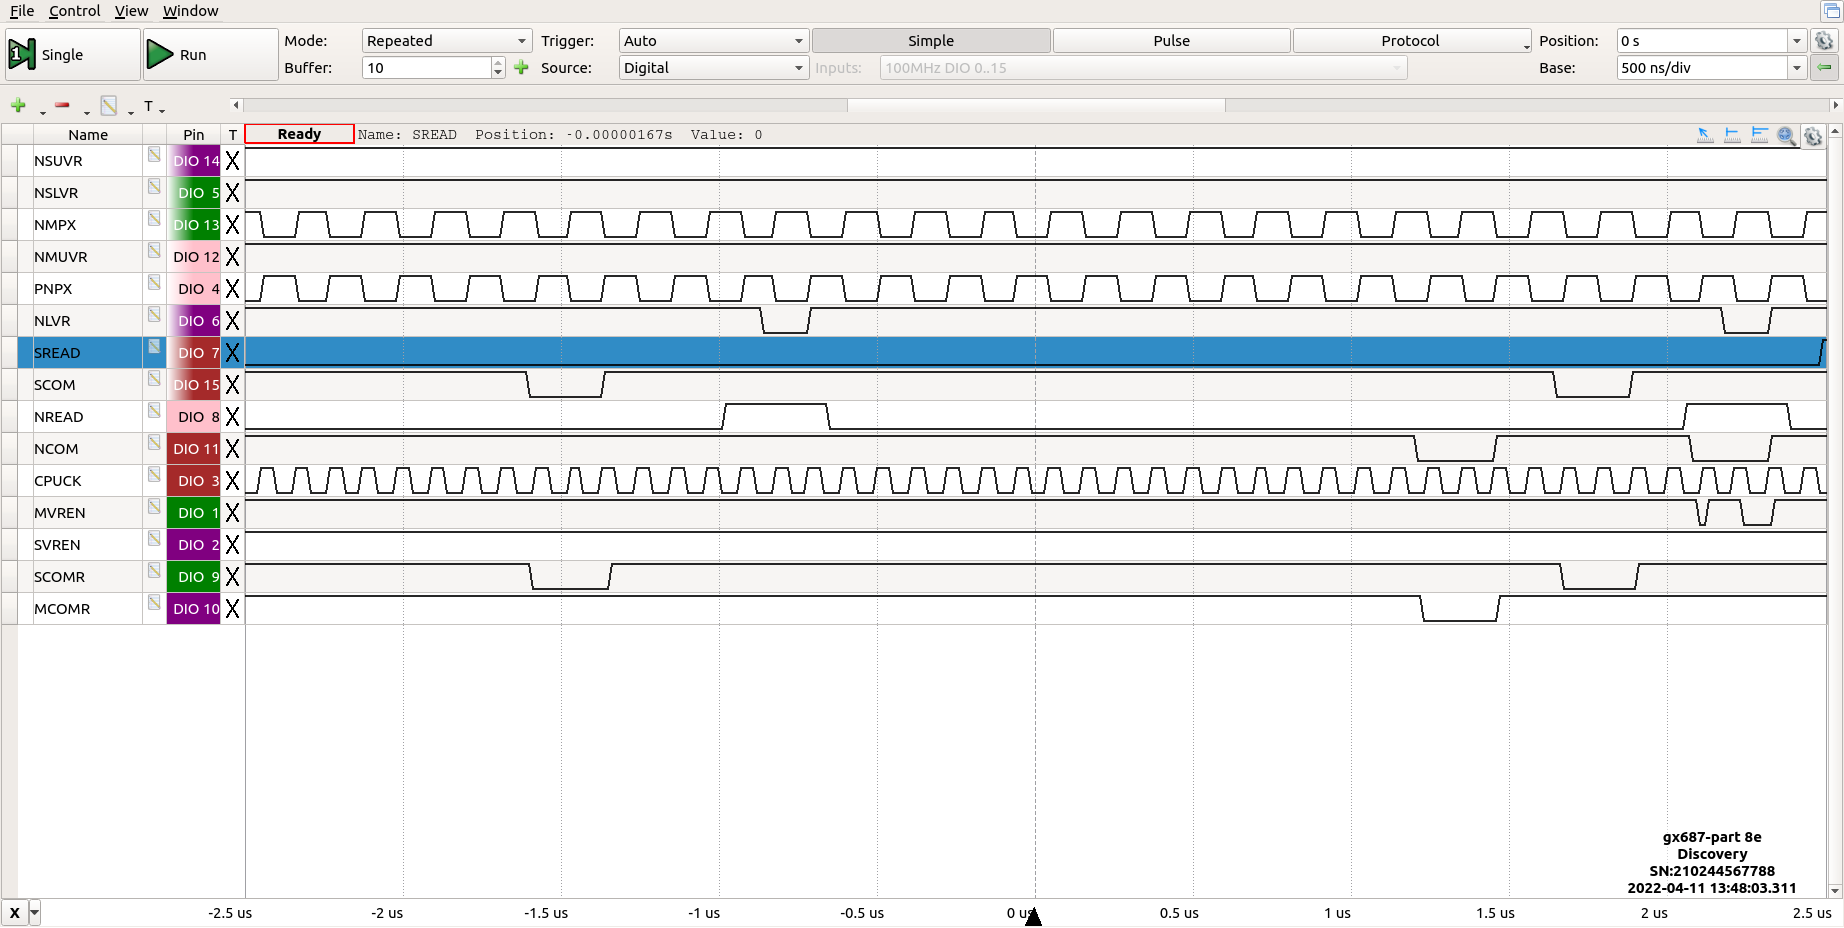 File Control View Window
Single Run Mode: Repeated Trigger: Auto Simple Pulse Protocol Position: 0 s
Buffer: 10 Source: Digital Inputs: 100MHz DIO 0..15 Base: 500 ns/div
T
Name Pin T Ready Name: SREAD Position: -0.00000167s Value: 0
NSUVR DIO 14 X
NSLVR DIO 5 X
NMPX DIO 13 X
NMUVR DIO 12 X
PNPX DIO 4 X
NLVR DIO 6 X
SREAD DIO 7 X
SCOM DIO 15 X
NREAD DIO 8 X
NCOM DIO 11 X
CPUCK DIO 3 X
MVREN DIO 1 X
SVREN DIO 2 X
SCOMR DIO 9 X
MCOMR DIO 10 X
gx687-part 8e
Discovery
SN:210244567788
2022-04-11 13:48:03.311
X -2.5 us -2 us -1.5 us -1 us -0.5 us 0 us 0.5 us 1 us 1.5 us 2 us 2.5 us